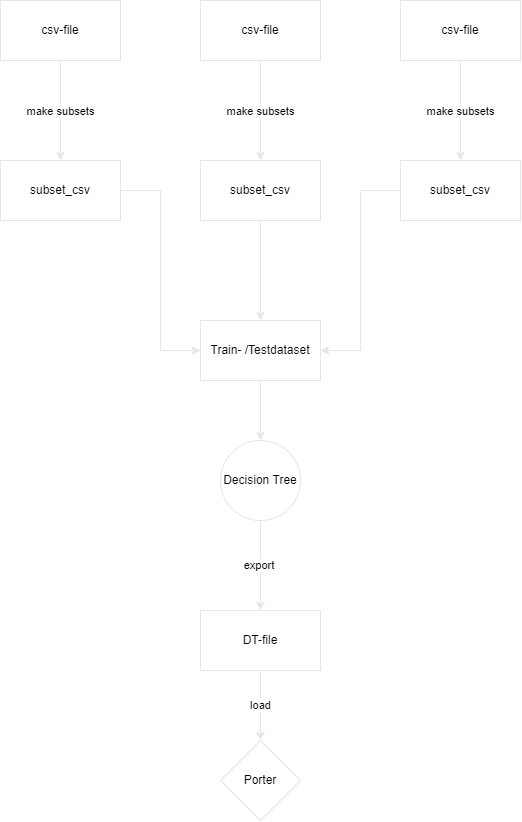 csv-file
csv-file
csv-file
make subsets
make subsets
make subsets
subset_csv
subset_csv
subset_csv
Train- /Testdataset
Decision Tree
export
DT-file
load
Porter